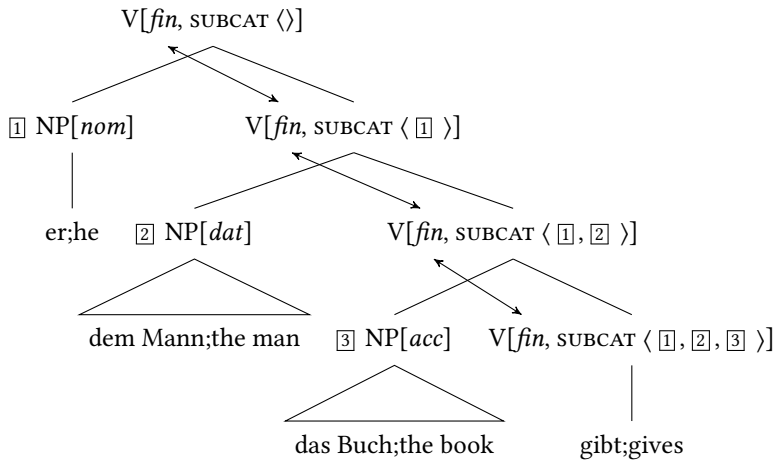 V[fin, SUBCAT ⟨⟩]
1 NP[nom] V[fin, SUBCAT ⟨ 1 ⟩]
er;he 2 NP[dat] V[fin, SUBCAT ⟨ 1 , 2 ⟩]
dem Mann;the man 3 NP[acc] V[fin, SUBCAT ⟨ 1 , 2 , 3 ⟩]
das Buch;the book gibt;gives